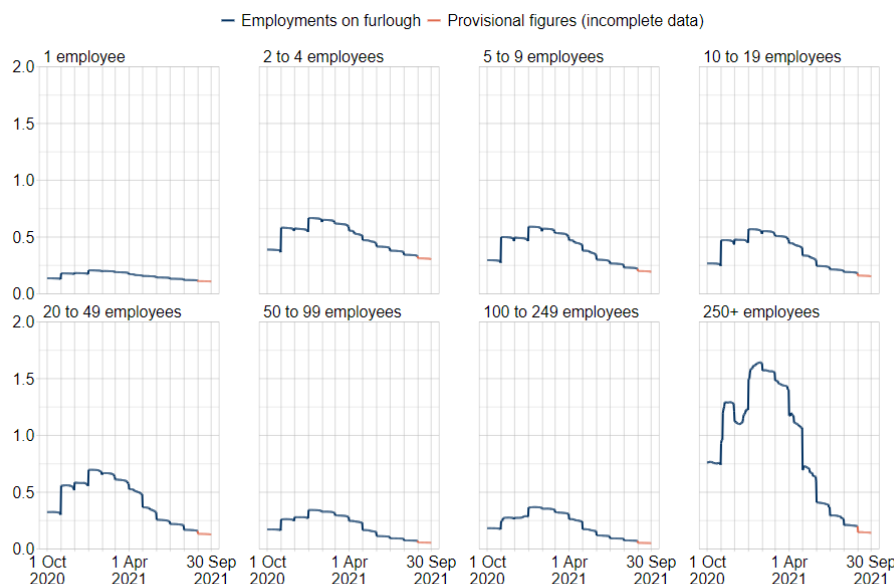 Employments on furlough Provisional figures (incomplete data)
1 employee 2 to 4 employees 5 to 9 employees 10 to 19 employees
2.0
1.5
1.0
0.5
0.0
20 to 49 employees 50 to 99 employees 100 to 249 employees 250+ employees
2.0
1.5
1.0
0.5
0.0
1 Oct 1 Apr 30 Sep 1 Oct 1 Apr 30 Sep 1 Oct 1 Apr 30 Sep 1 Oct 1 Apr 30 Sep
2020 2021 2021 2020 2021 2021 2020 2021 2021 2020 2021 2021